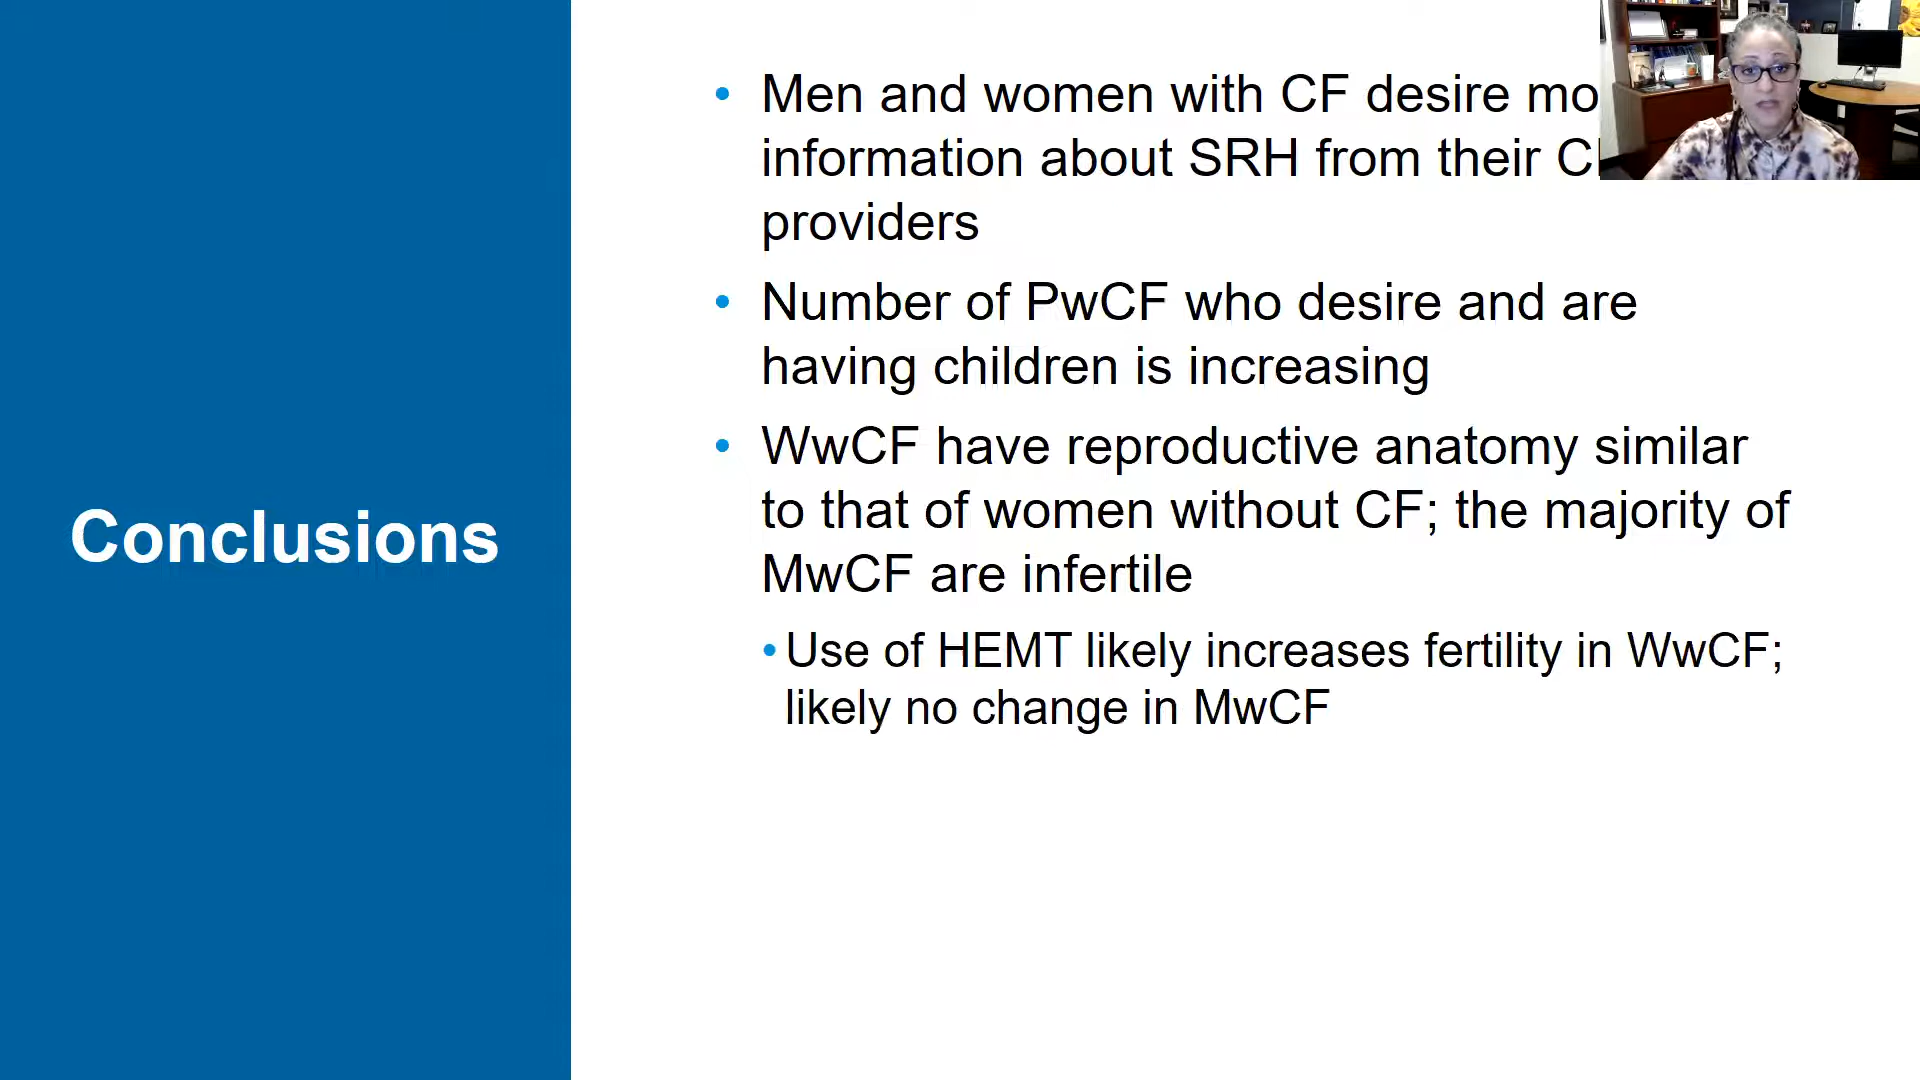 Conclusions
• Men and women with CF desire
information about SRH from their
providers
• Number of PwCF who desire and are
having children is increasing
• WwCF have reproductive anatomy similar
to that of women without CF; the majority of
MwCF are infertile
• Use of HEMT likely increases fertility in WwCF;
likely no change in MwCF